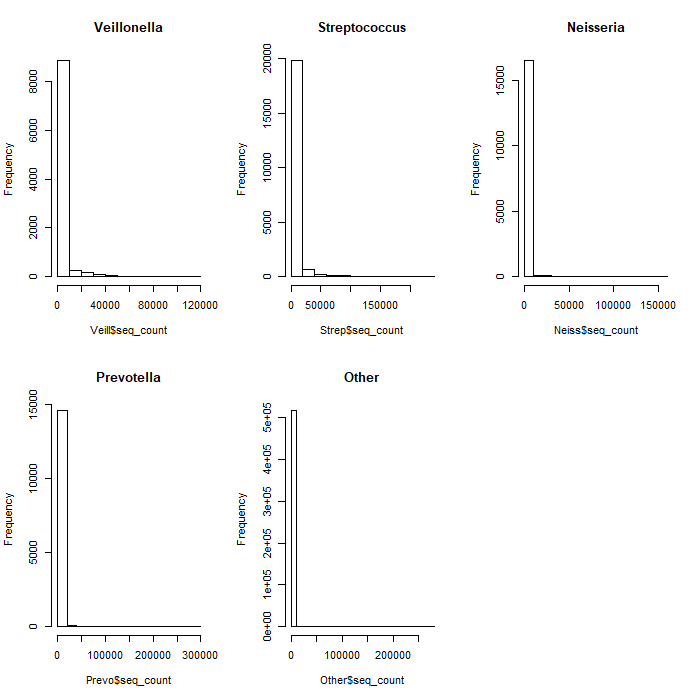 Veillonella
Frequency
0 2000 4000 6000 8000
0 40000 80000 120000
Veill$seq_count
Streptococcus
Frequency
0 5000 10000 15000 20000
0 50000 150000
Strep$seq_count
Neisseria
Frequency
0 5000 10000 15000
0 50000 100000 150000
Neiss$seq_count
Prevotella
Frequency
0 5000 10000 15000
0 100000 200000 300000
Prevo$seq_count
Other
Frequency
0e+00 1e+05 2e+05 3e+05 4e+05 5e+05
0 100000 200000
Other$seq_count